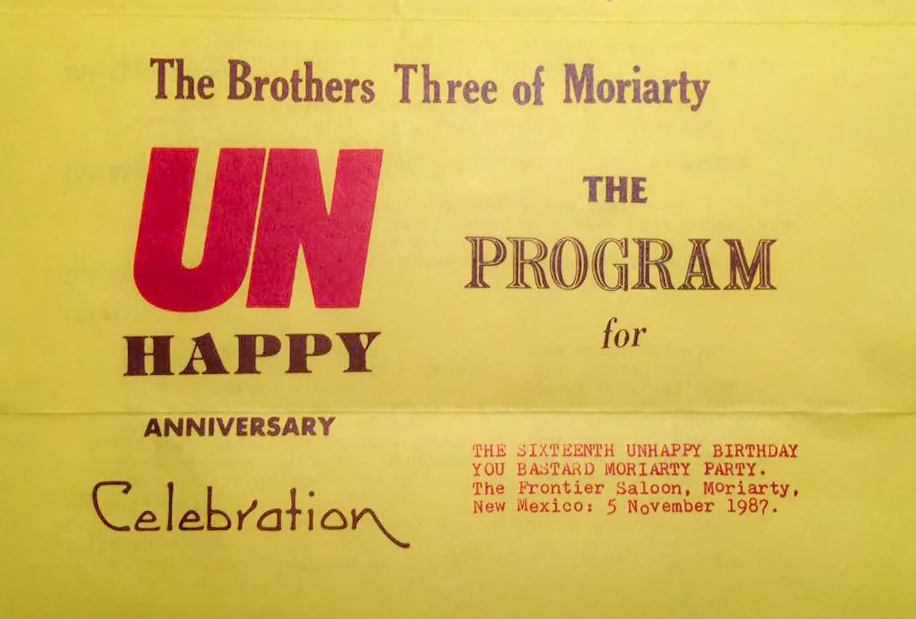 The Brothers Three of Moriarty
UN
HAPPY
ANNIVERSARY
Celebration
THE
PROGRAM
for
THE SIXTEENTH UNHAPPY BIRTHDAY
YOU BASTARD MORIARTY PARTY.
The Frontier Saloon, Moriarty,
New Mexico: 5 November 1987.